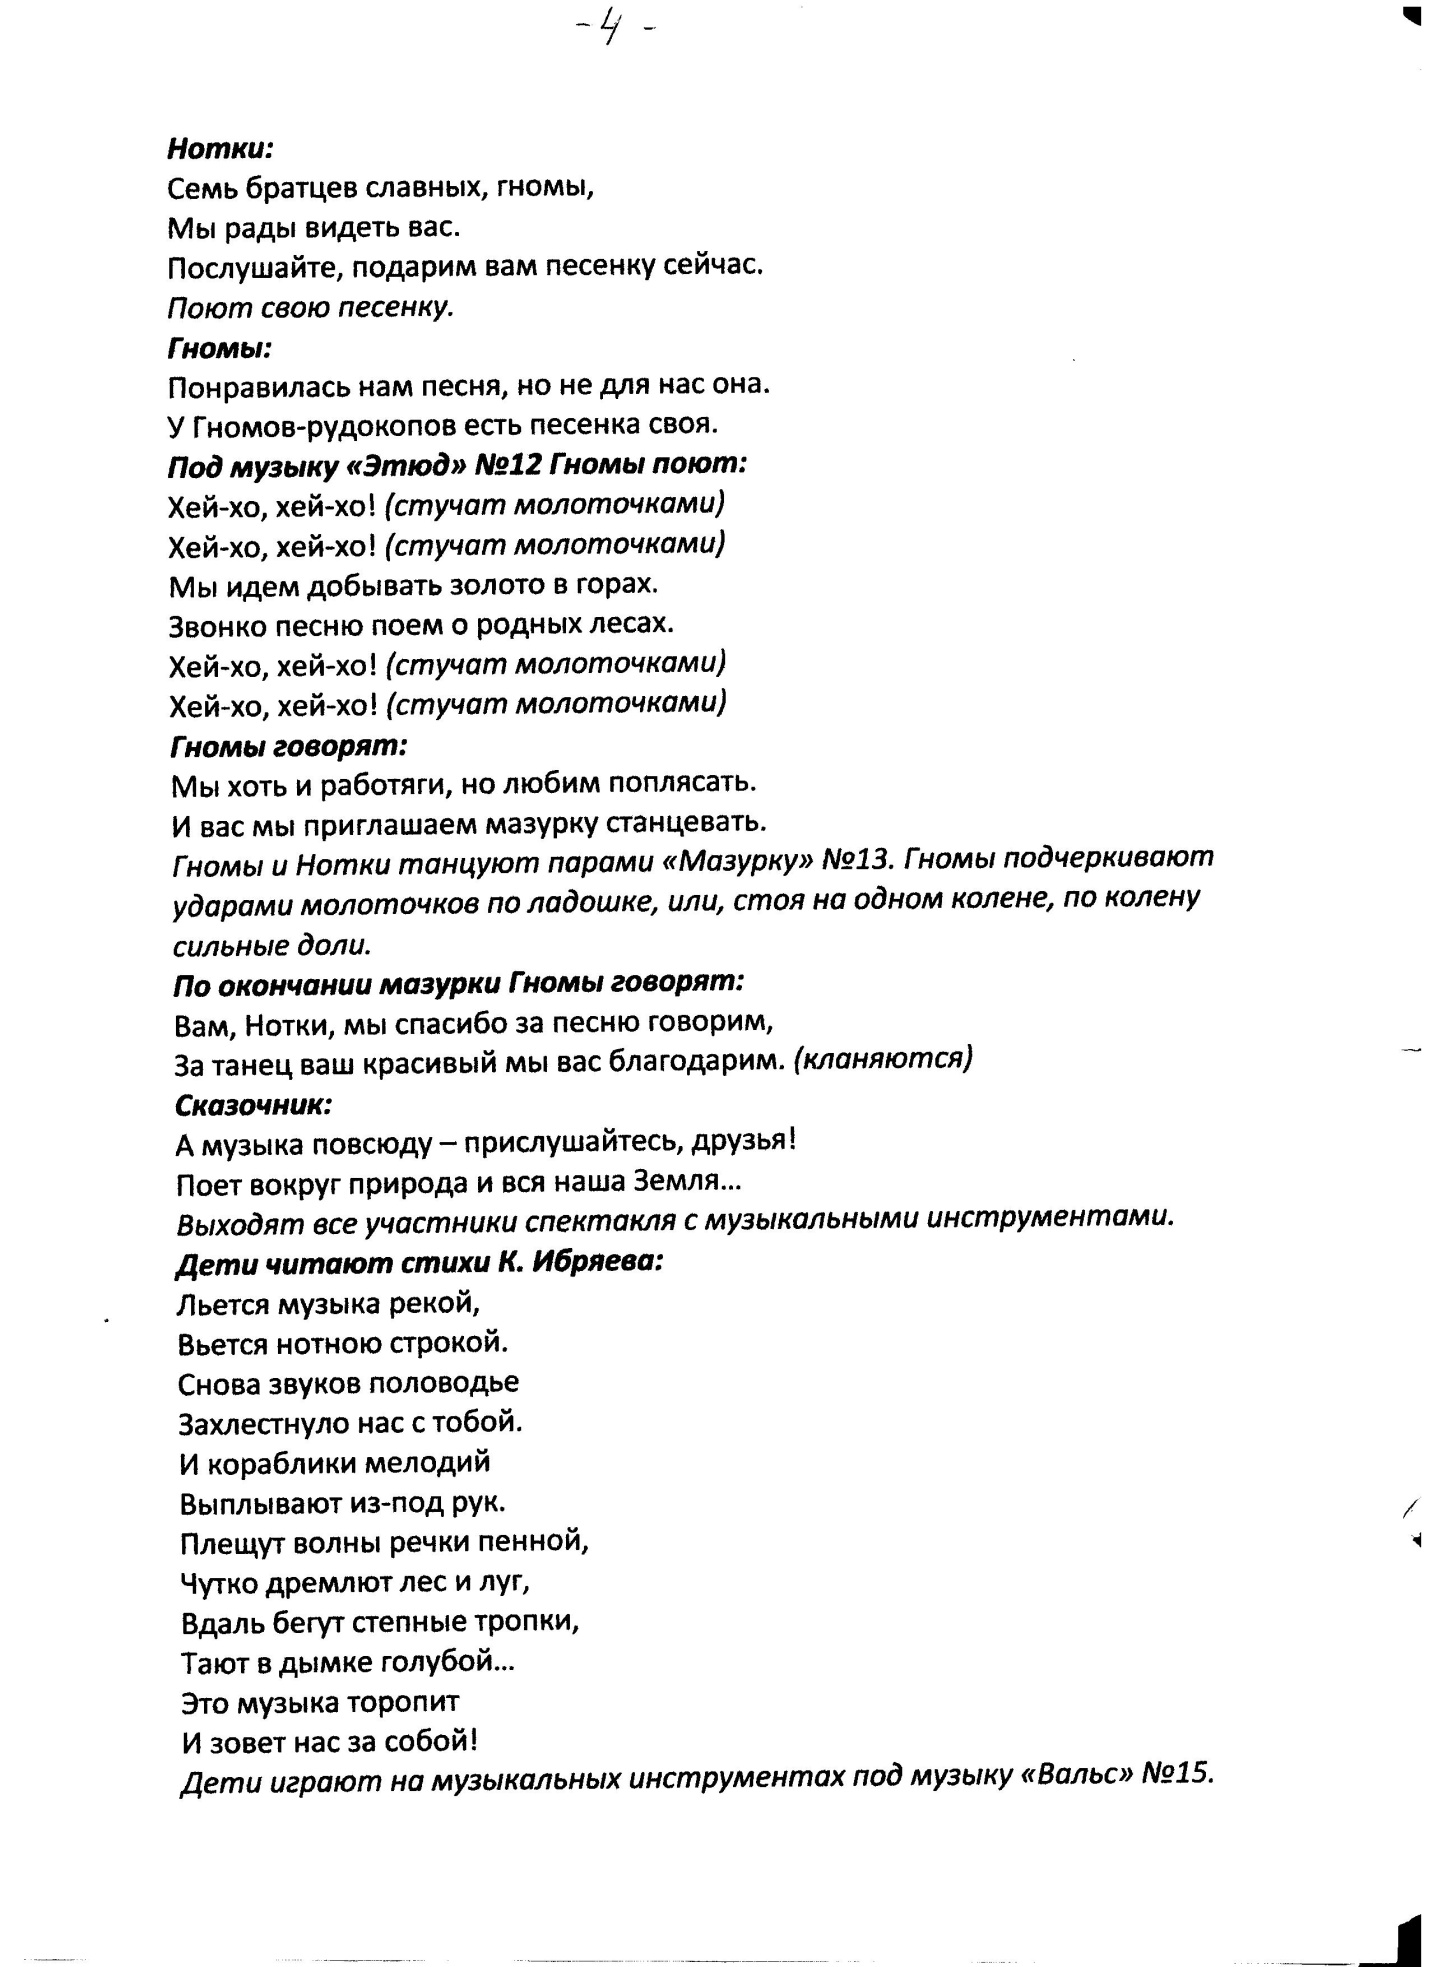 - 4 -
Нотки:
Семь братцев славных, гномы,
Мы рады видеть вас.
Послушайте, подарим вам песенку сейчас.
Поют свою песенку.
Гномы:
Понравилась нам песня, но не для нас она.
У Гномов-рудокопов есть песенка своя.
Под музыку «Этюд» №12 Гномы поют:
Хей-хо, хей-хо! (стучат молоточками)
Хей-хо, хей-хо! (стучат молоточками)
Мы идем добывать золото в горах.
Звонко песню поем о родных лесах.
Хей-хо, хей-хо! (стучат молоточками)
Хей-хо, хей-хо! (стучат молоточками)
Гномы говорят:
Мы хоть и работяги, но любим поплясать.
И вас мы приглашаем мазурку станцевать.
Гномы и Нотки танцуют парами «Мазурку» №13. Гномы подчеркивают
ударами молоточков по ладошке, или, стоя на одном колене, по колену
сильные доли.
По окончании мазурки Гномы говорят:
Вам, Нотки, мы спасибо за песню говорим,
За танец ваш красивый мы вас благодарим. (кланяются)
Сказочник:
А музыка повсюду – прислушайтесь, друзья!
Поет вокруг природа и вся наша Земля...
Выходят все участники спектакля с музыкальными инструментами.
Дети читают стихи К. Ибряева:
Льется музыка рекой,
Вьется нотною строкой.
Снова звуков половодье
Захлестнуло нас с тобой.
И кораблики мелодий
Выплывают из-под рук.
Плещут волны речки пенной,
Чутко дремлют лес и луг,
Вдаль бегут степные тропки,
Тают в дымке голубой...
Это музыка торопит
И зовет нас за собой!
Дети играют на музыкальных инструментах под музыку «Вальс» №15.